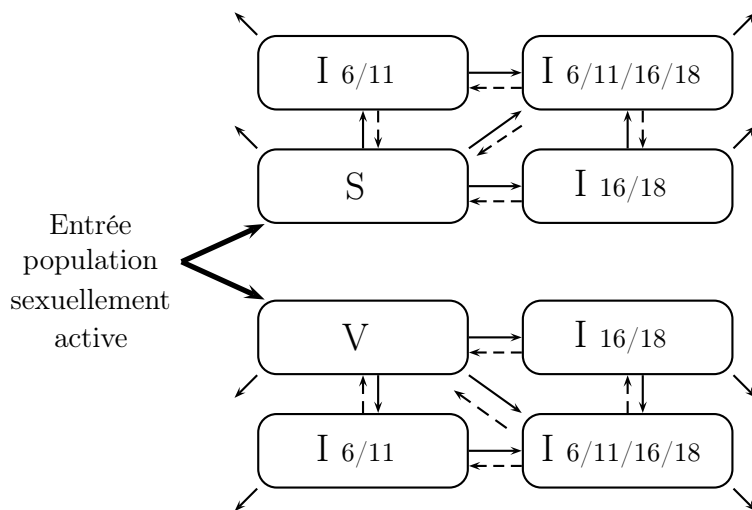 I 6/11
I 6/11/16/18
S
I 16/18
Entrée
population
sexuellement
active
V
I 16/18
I 6/11
I 6/11/16/18